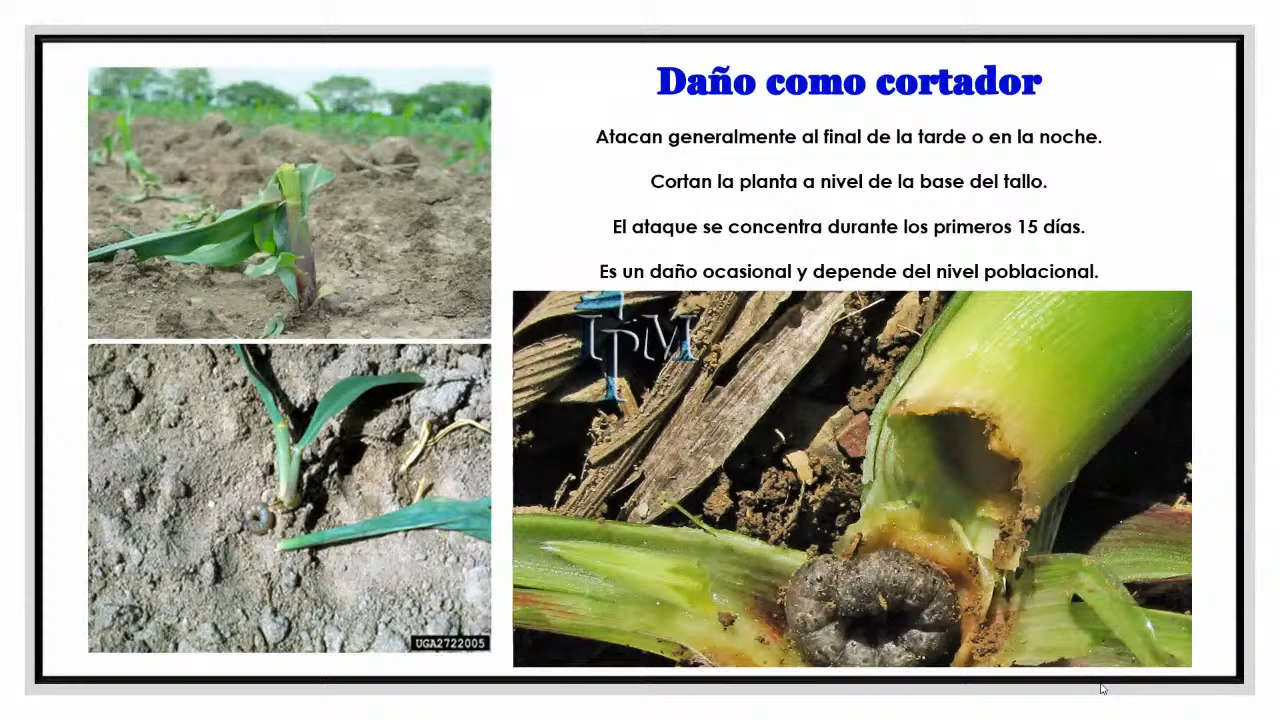 Daño como cortador
Atacan generalmente al final de la tarde o en la noche.
Cortan la planta a nivel de la base del tallo.
El ataque se concentra durante los primeros 15 días.
Es un daño ocasional y depende del nivel poblacional.
IPM
UGA2722005